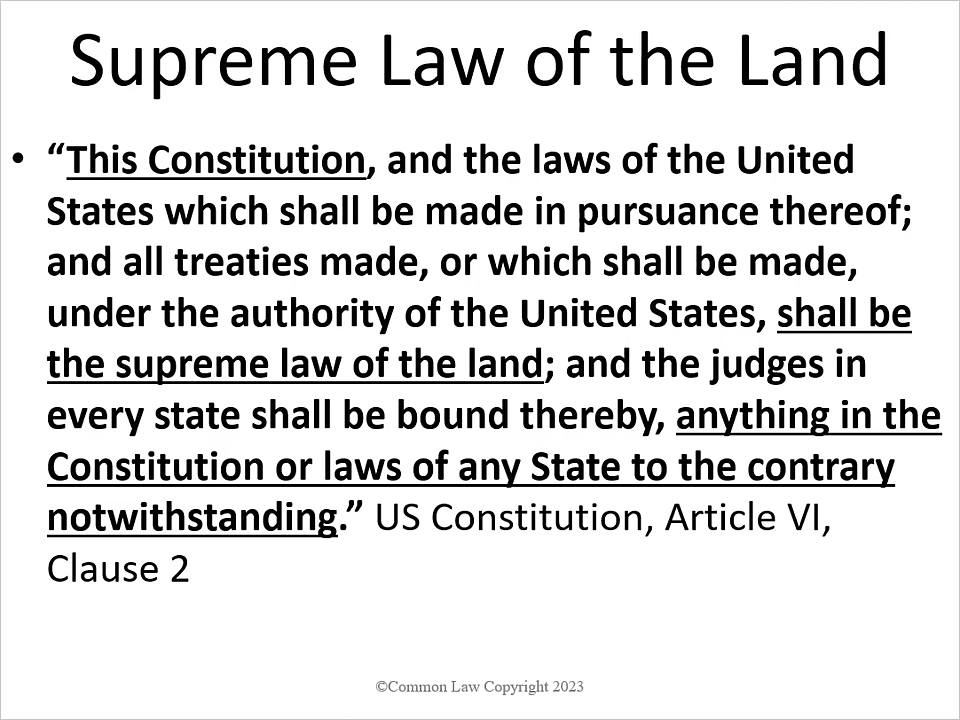 Supreme Law of the Land
• “This Constitution, and the laws of the United
States which shall be made in pursuance thereof;
and all treaties made, or which shall be made,
under the authority of the United States, shall be
the supreme law of the land; and the judges in
every state shall be bound thereby, anything in the
Constitution or laws of any State to the contrary
notwithstanding.” US Constitution, Article VI,
Clause 2
©Common Law Copyright 2023